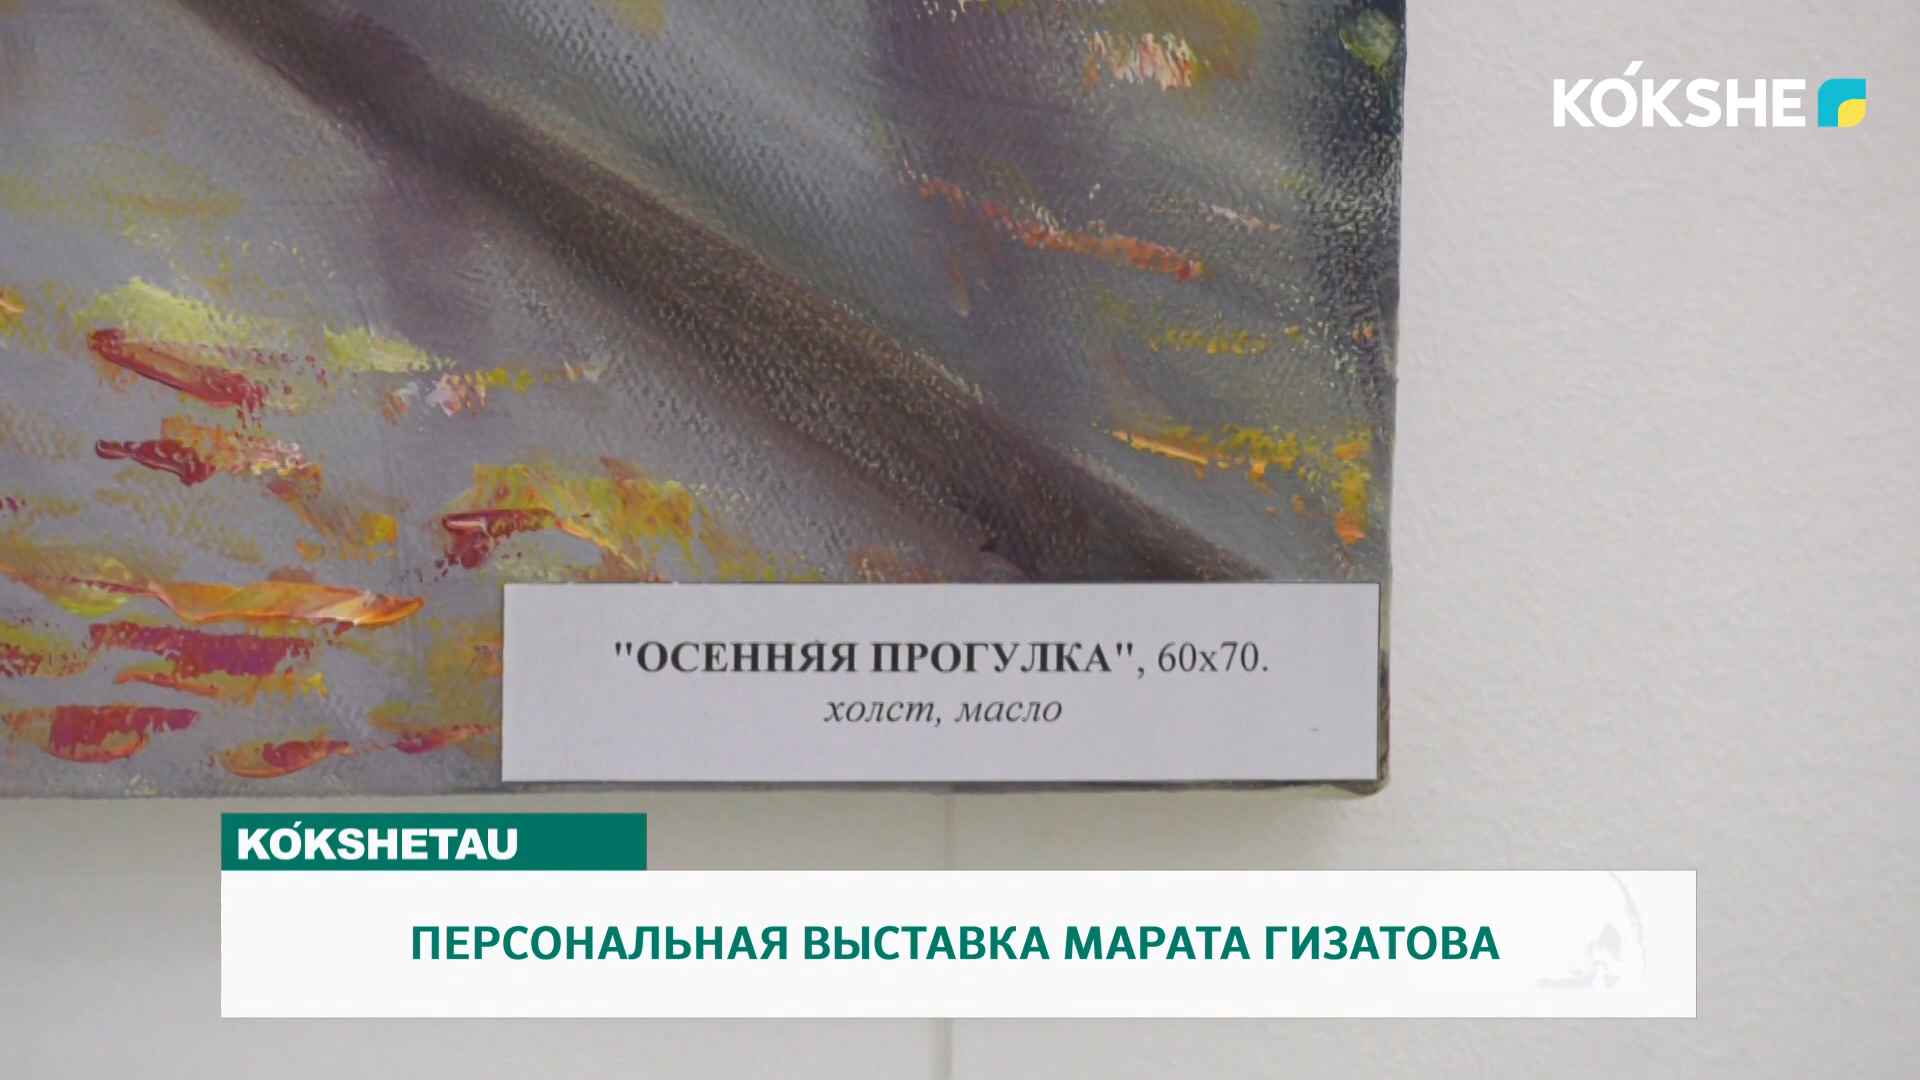 KÓKSHE
"ОСЕННЯЯ ПРОГУЛКА", 60х70.
холст, масло
KÓKSHETAU
ПЕРСОНАЛЬНАЯ ВЫСТАВКА МАРАТА ГИЗАТОВА